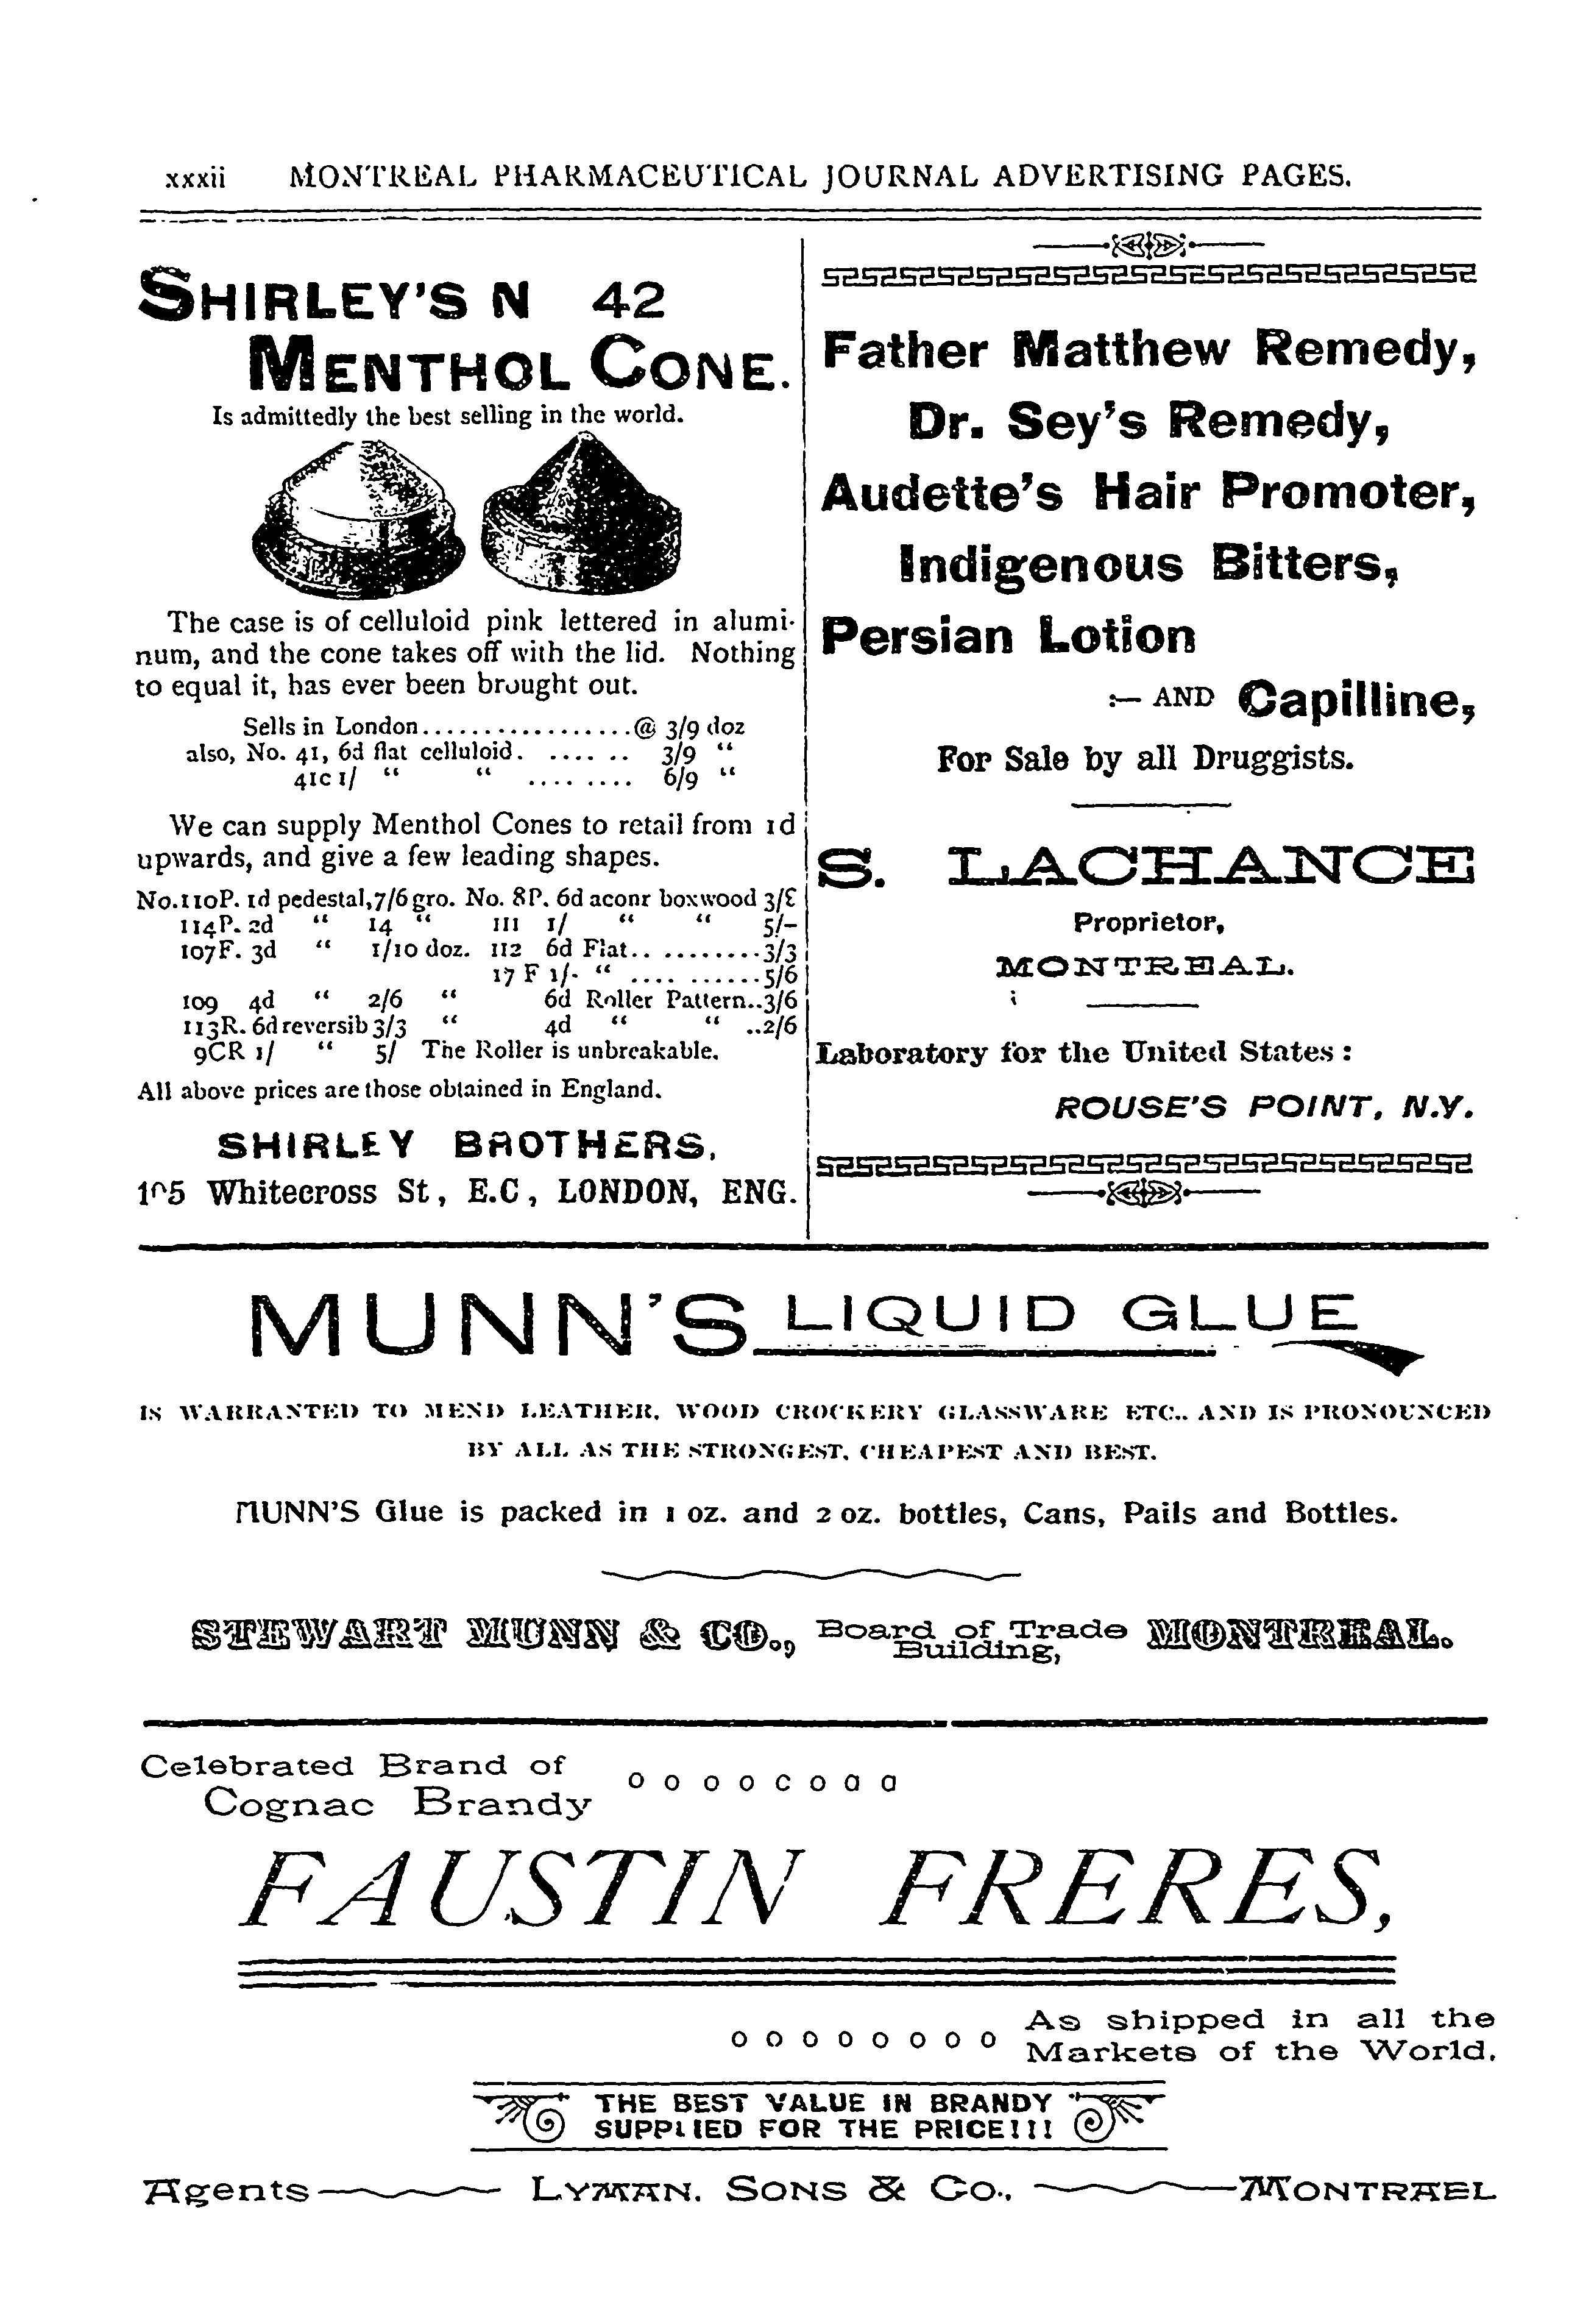 xxxii MONTREAL PHARMACEUTICAL JOURNAL ADVERTISING PAGES.
SHIRLEY'S N 42
MENTHOL CONE.
Is admittedly the best selling in the world.
The case is of celluloid pink lettered in alumi-
num, and the cone takes off with the lid. Nothing
to equal it, has ever been brought out.
Sells in London.................@ 3/9 doz
also, No. 41, 6d flat celluloid. .... .. 3/9 "
41C 1/ " " .... .... 6/9 "
We can supply Menthol Cones to retail from 1d
upwards, and give a few leading shapes.
No.110P. 1d pedestal,7/6 gro. No. 8P. 6d aconr boxwood 3/
114P. 2d " 14 " 111 1/ " " 5/-
107F. 3d " 1/10 doz. 112 6d Flat.. .........3/3
17 F 1/- " .... ......5/6
109 4d " 2/6 " 6d Roller Pattern..3/6
113R. 6d reversib 3/3 " 4d " " ..2/6
9CR 1/ " 5/ The Roller is unbreakable.
All above prices are those obtained in England.
SHIRLEY BROTHERS,
Whitecross St, E.C, LONDON, ENG.
Father Matthew Remedy,
Dr. Sey's Remedy,
Audette's Hair Promoter,
Indigenous Bitters,
Persian Lotion
:— AND Capilline,
For Sale by all Druggists.
S. LACHANCE
Proprietor,
MONTREAL.
Laboratory for the United States :
ROUSE'S POINT, N.Y.
MUNN'S LIQUID GLUE
IS WARRANTED TO MEND LEATHER, WOOD CROCKERY GLASSWARE ETC.. AND IS PRONOUNCED
BY ALL AS THE STRONGEST, CHEAPEST AND BEST.
MUNN'S Glue is packed in 1 oz. and 2 oz. bottles, Cans, Pails and Bottles.
STEWART MUNN & CO., Board of Trade Building, MONTREAL.
Celebrated Brand of
Cognac Brandy
FAUSTIN FRERES,
As shipped in all the
Markets of the World.
THE BEST VALUE IN BRANDY
SUPPLIED FOR THE PRICE!!!
Agents LYMAN, SONS & CO., MONTRAEL